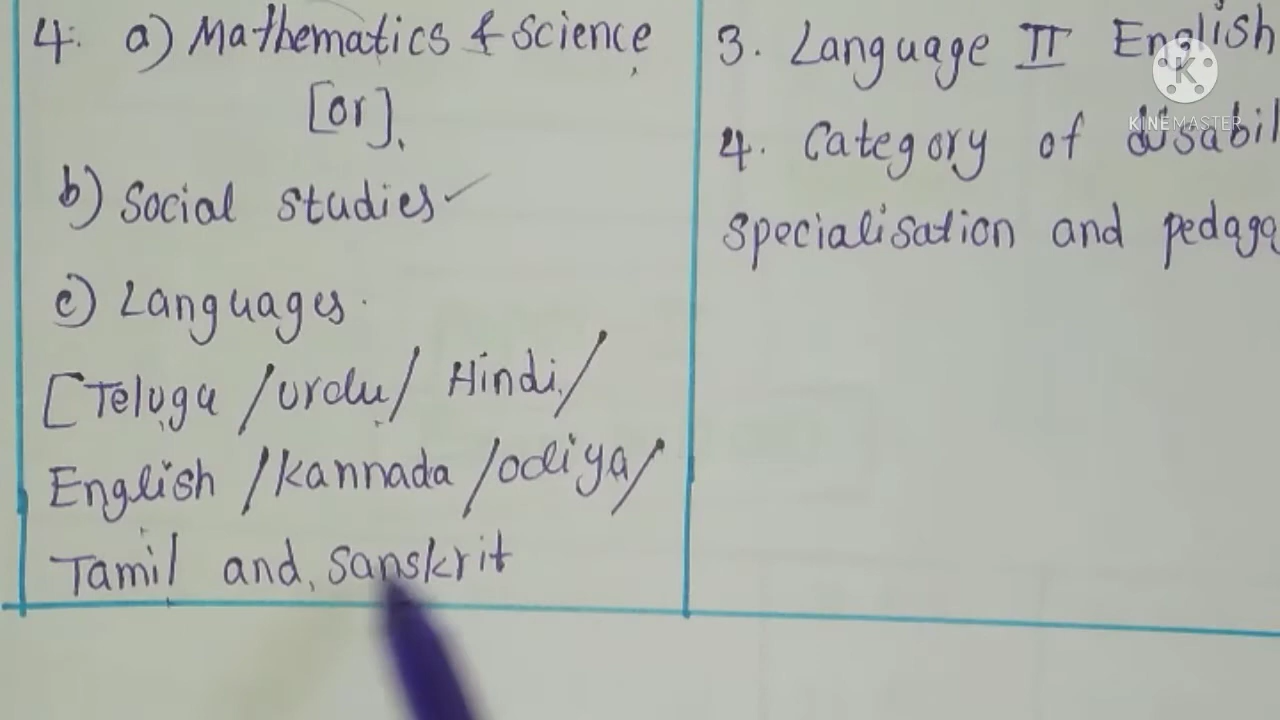 4. a) Mathematics & Science
[or].
b) Social studies
c) Languages.
[Telugu /urdu/ Hindi/
English /Kannada /odiya/
Tamil and, Sanskrit
3. Language II English
4. Category of
specialisation and
K
KINEMASTER